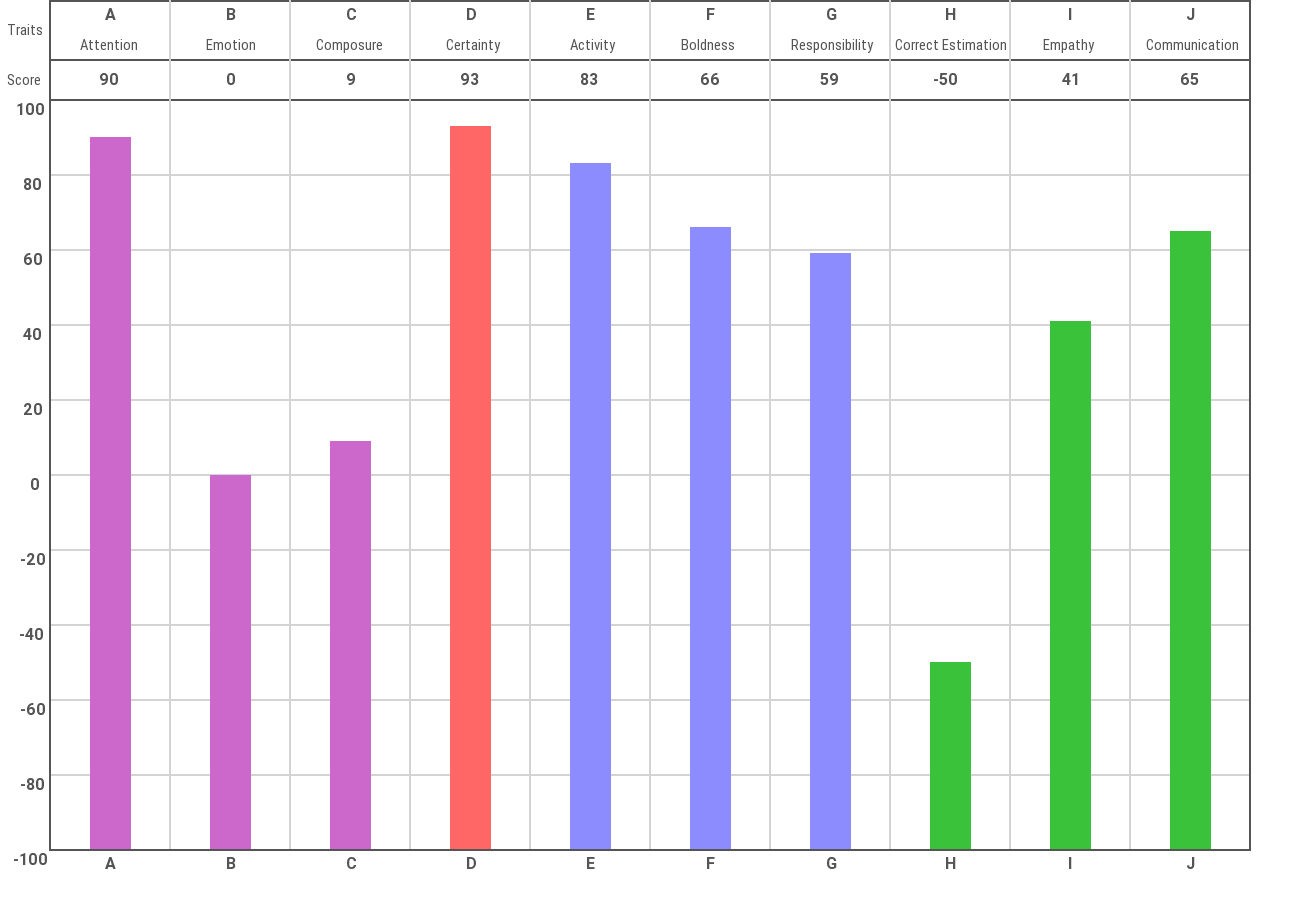 A B C D E F G H I J
Traits
Attention Emotion Composure Certainty Activity Boldness Responsibility Correct Estimation Empathy Communication
Score 90 0 9 93 83 66 59 -50 41 65
100
80
60
40
20
0
-20
-40
-60
-80
-100
A B C D E F G H I J